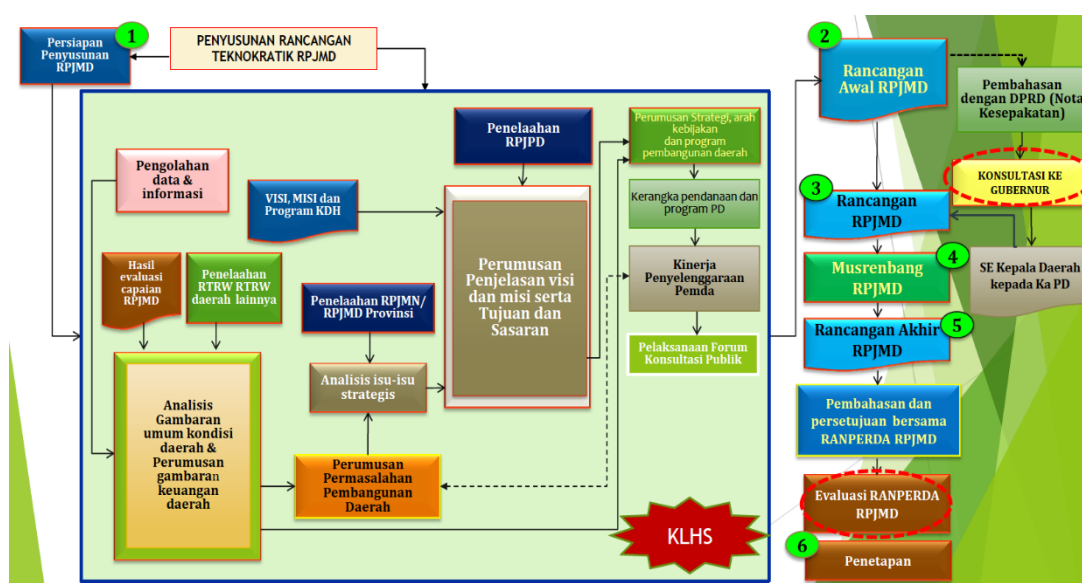 1
Persiapan
Penyusunan
RPJMD
PENYUSUNAN RANCANGAN
TEKNOKRATIK RPJMD
Pengolahan
data &
informasi
VISI, MISI dan
Program KDH
Penelaahan
RPJPD
Hasil
evaluasi
capaian
RPJMD
Penelaahan
RTRW RTRW
daerah lainnya
Penelaahan RPJMN/
RPJMD Provinsi
Analisis isu-isu
strategis
Perumusan
Penjelasan visi
dan misi serta
Tujuan dan
Sasaran
Analisis
Gambaran
umum kondisi
daerah &
Perumusan
gambaran
keuangan
daerah
Perumusan
Permasalahan
Pembangunan
Daerah
Perumusan Strategi, arah
kebijakan
dan program
pembangunan daerah
Kerangka pendanaan dan
program PD
Kinerja
Penyelenggaraan
Pemda
Pelaksanaan Forum
Konsultasi Publik
KLHS
2
Rancangan
Awal RPJMD
Pembahasan
dengan DPRD (Nota
Kesepakatan)
KONSULTASI KE
GUBERNUR
3
Rancangan
RPJMD
SE Kepala Daerah
kepada Ka PD
4
Musrenbang
RPJMD
5
Rancangan Akhir
RPJMD
Pembahasan dan
persetujuan bersama
RANPERDA RPJMD
Evaluasi RANPERDA
RPJMD
6
Penetapan